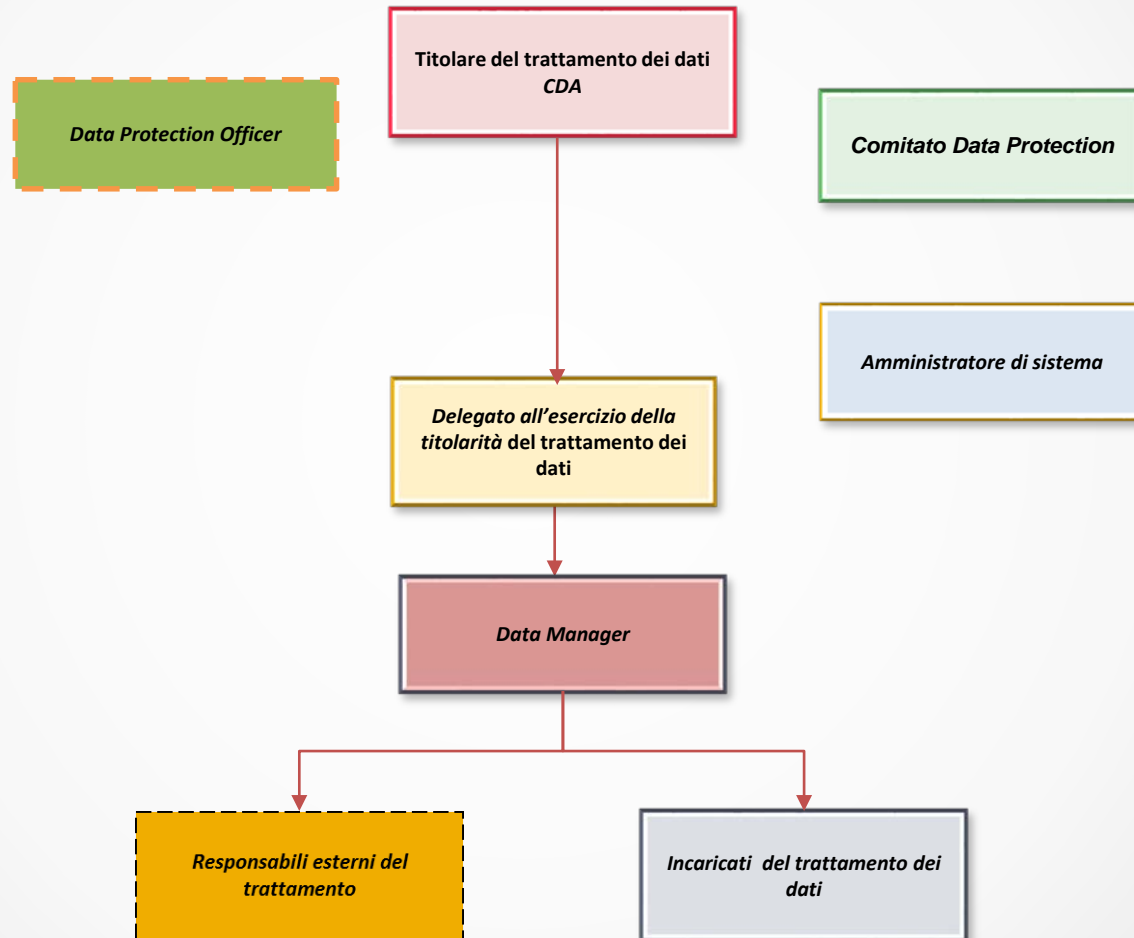 Titolare del trattamento dei dati
CDA
Data Protection Officer
Comitato Data Protection
Amministratore di sistema
Delegato all’esercizio della
titolarità del trattamento dei
dati
Data Manager
Responsabili esterni del
trattamento
Incaricati del trattamento dei
dati